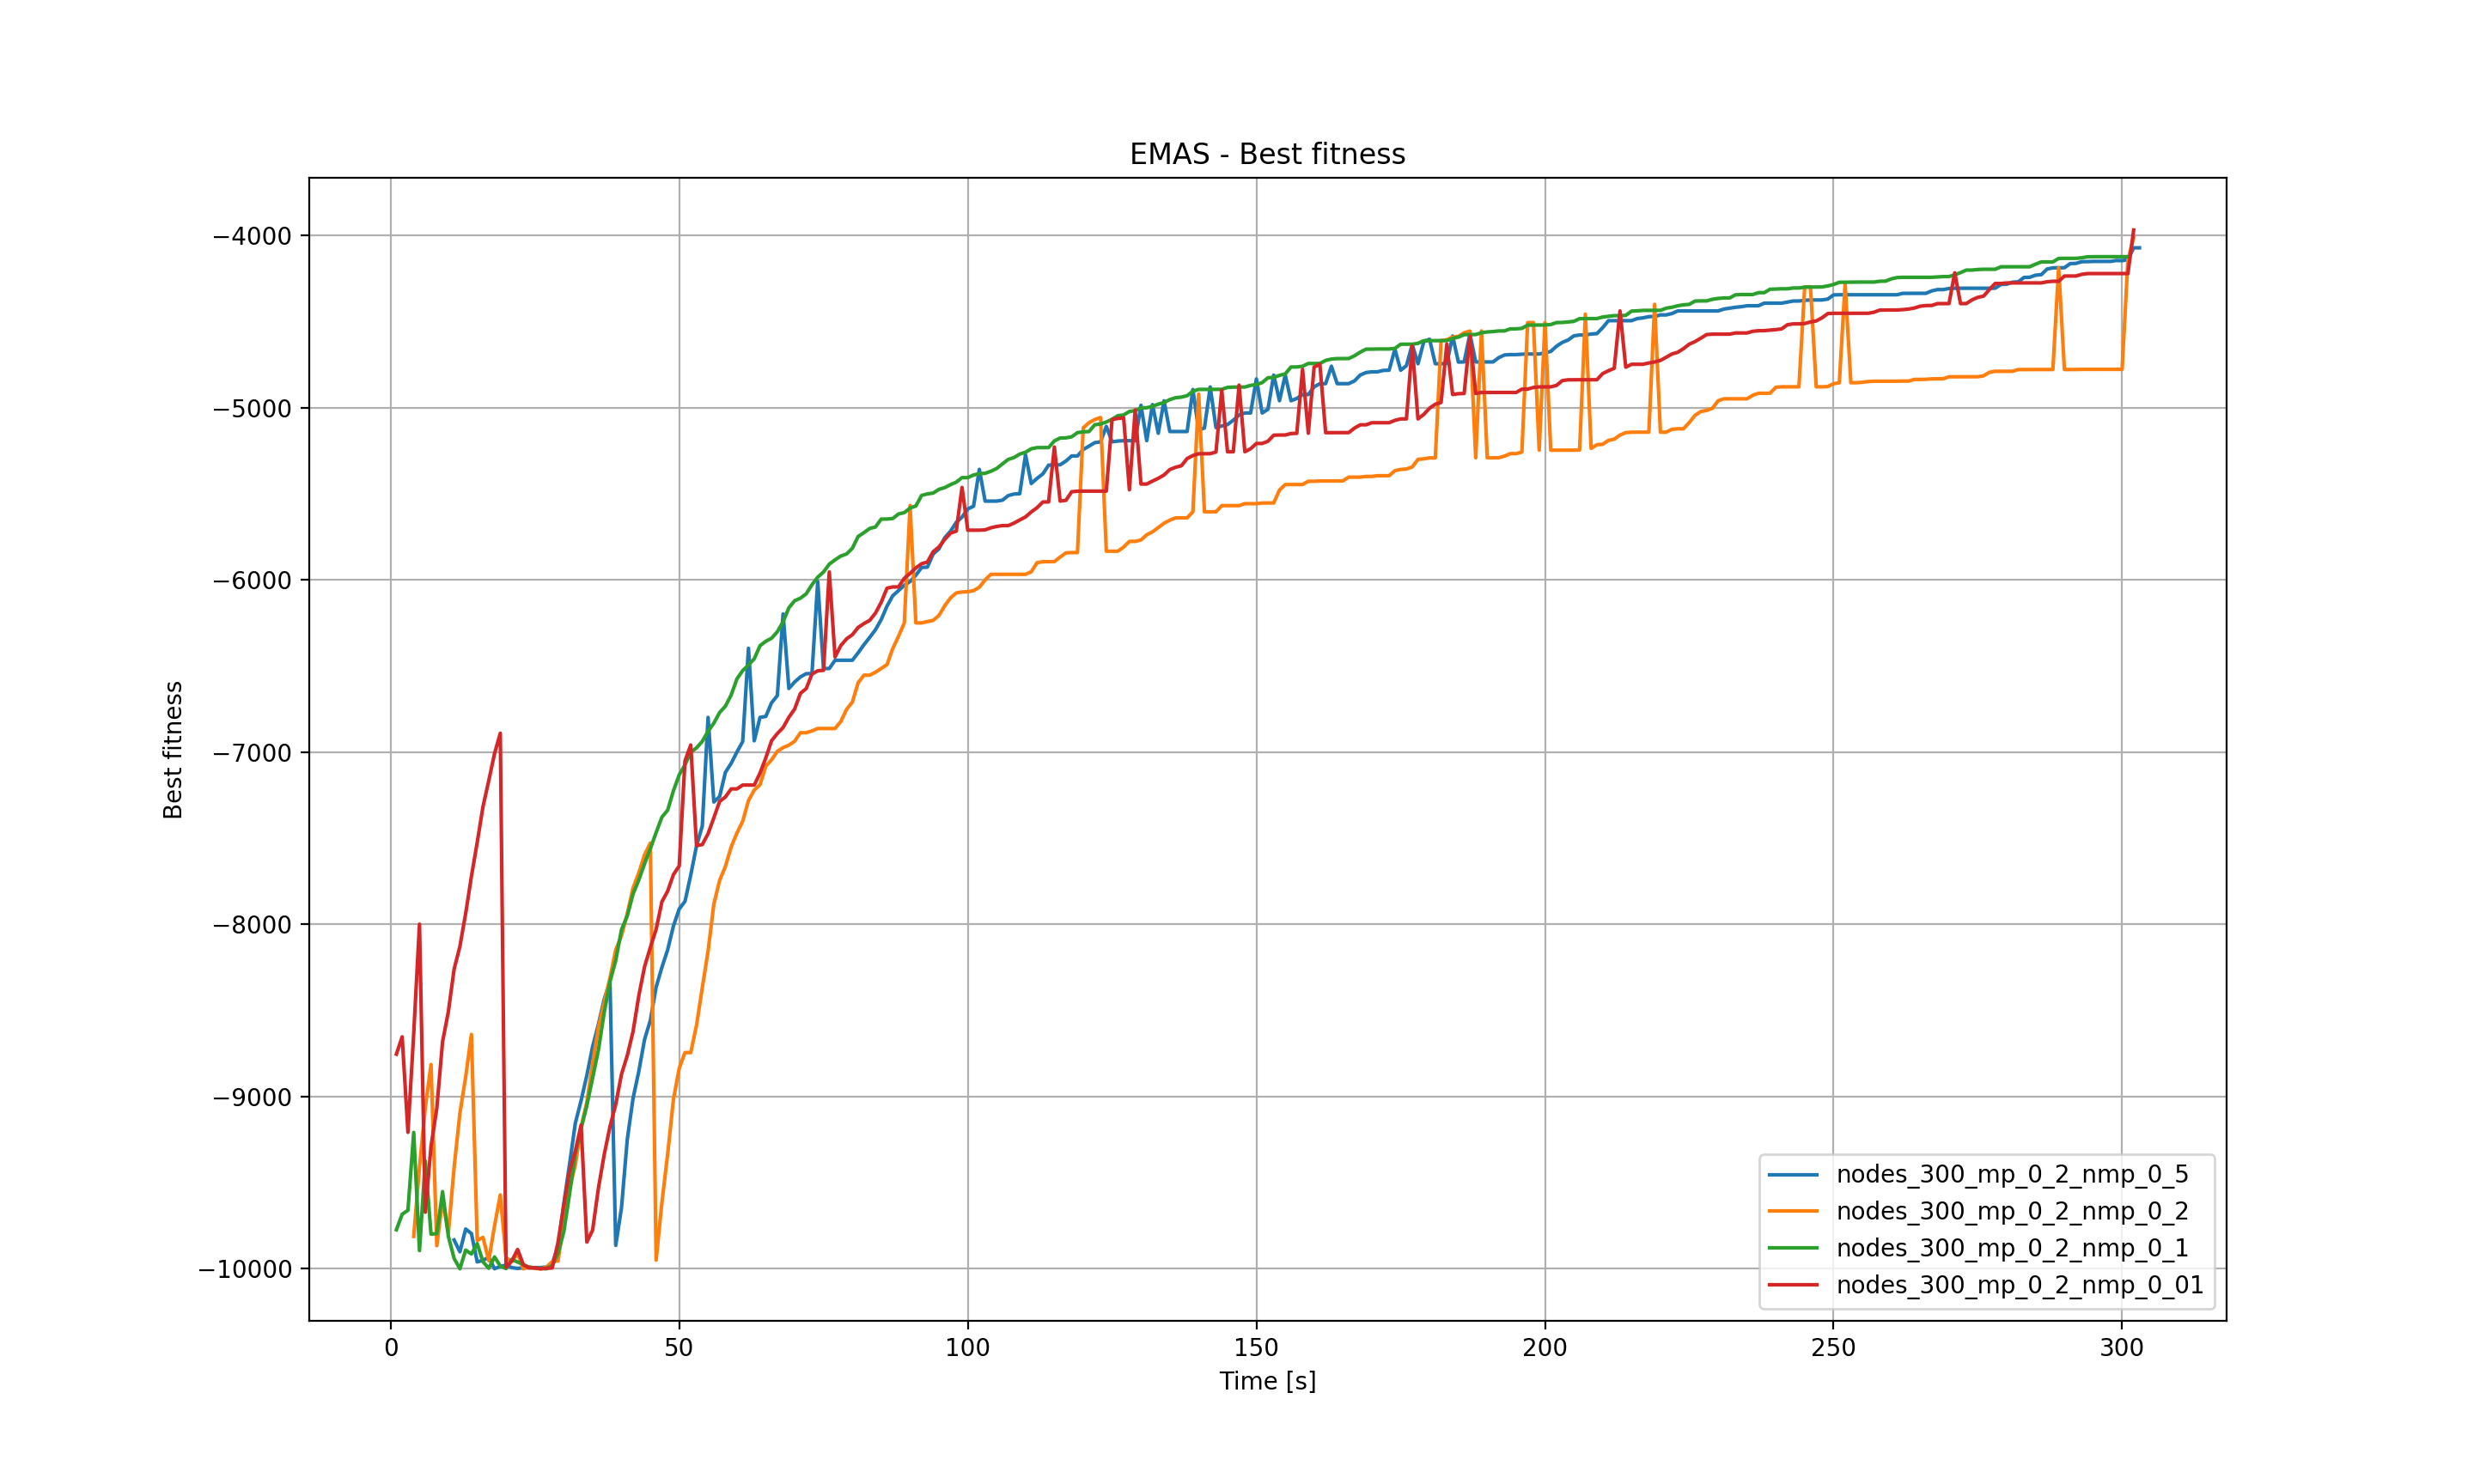 EMAS - Best fitness
−4000
−5000
−6000
−7000
−8000
−9000
−10000
Best fitness
0 50 100 150 200 250 300
Time [s]
nodes_300_mp_0_2_nmp_0_5
nodes_300_mp_0_2_nmp_0_2
nodes_300_mp_0_2_nmp_0_1
nodes_300_mp_0_2_nmp_0_01